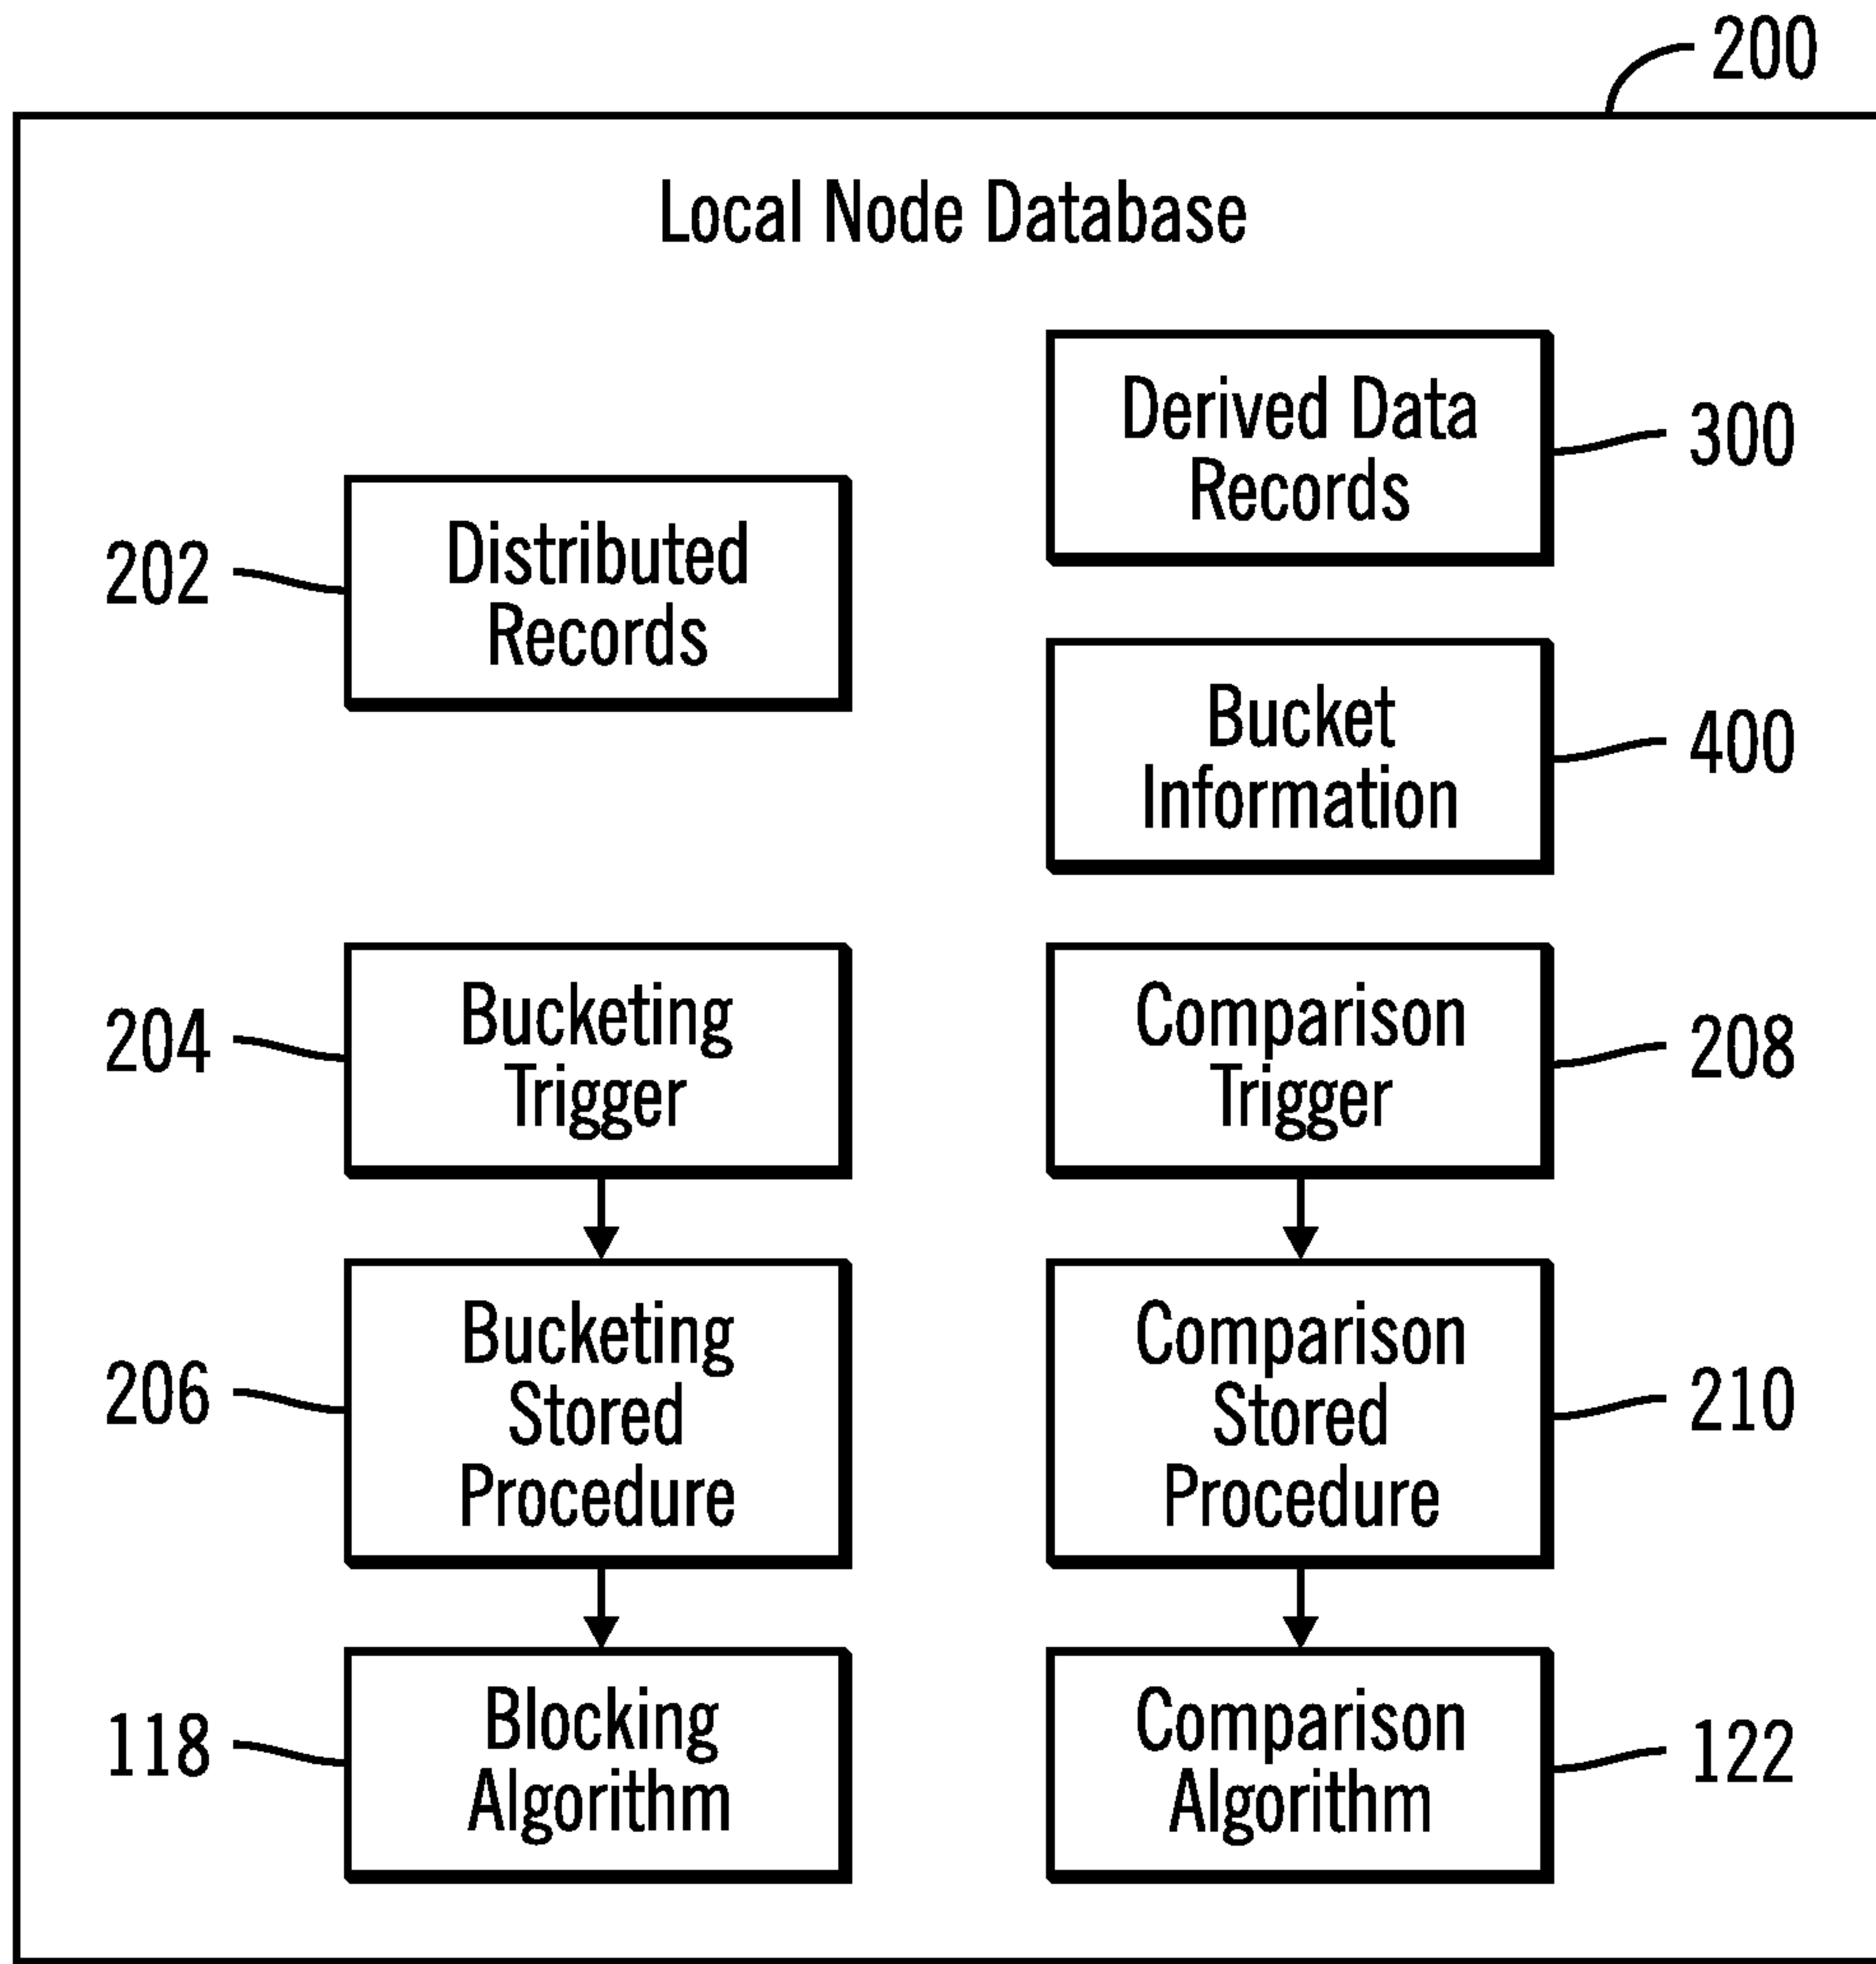 200
Local Node Database
Derived Data
Records
300
202
Distributed
Records
Bucket
Information
400
204
Bucketing
Trigger
Comparison
Trigger
208
206
Bucketing
Stored
Procedure
Comparison
Stored
Procedure
210
118
Blocking
Algorithm
Comparison
Algorithm
122